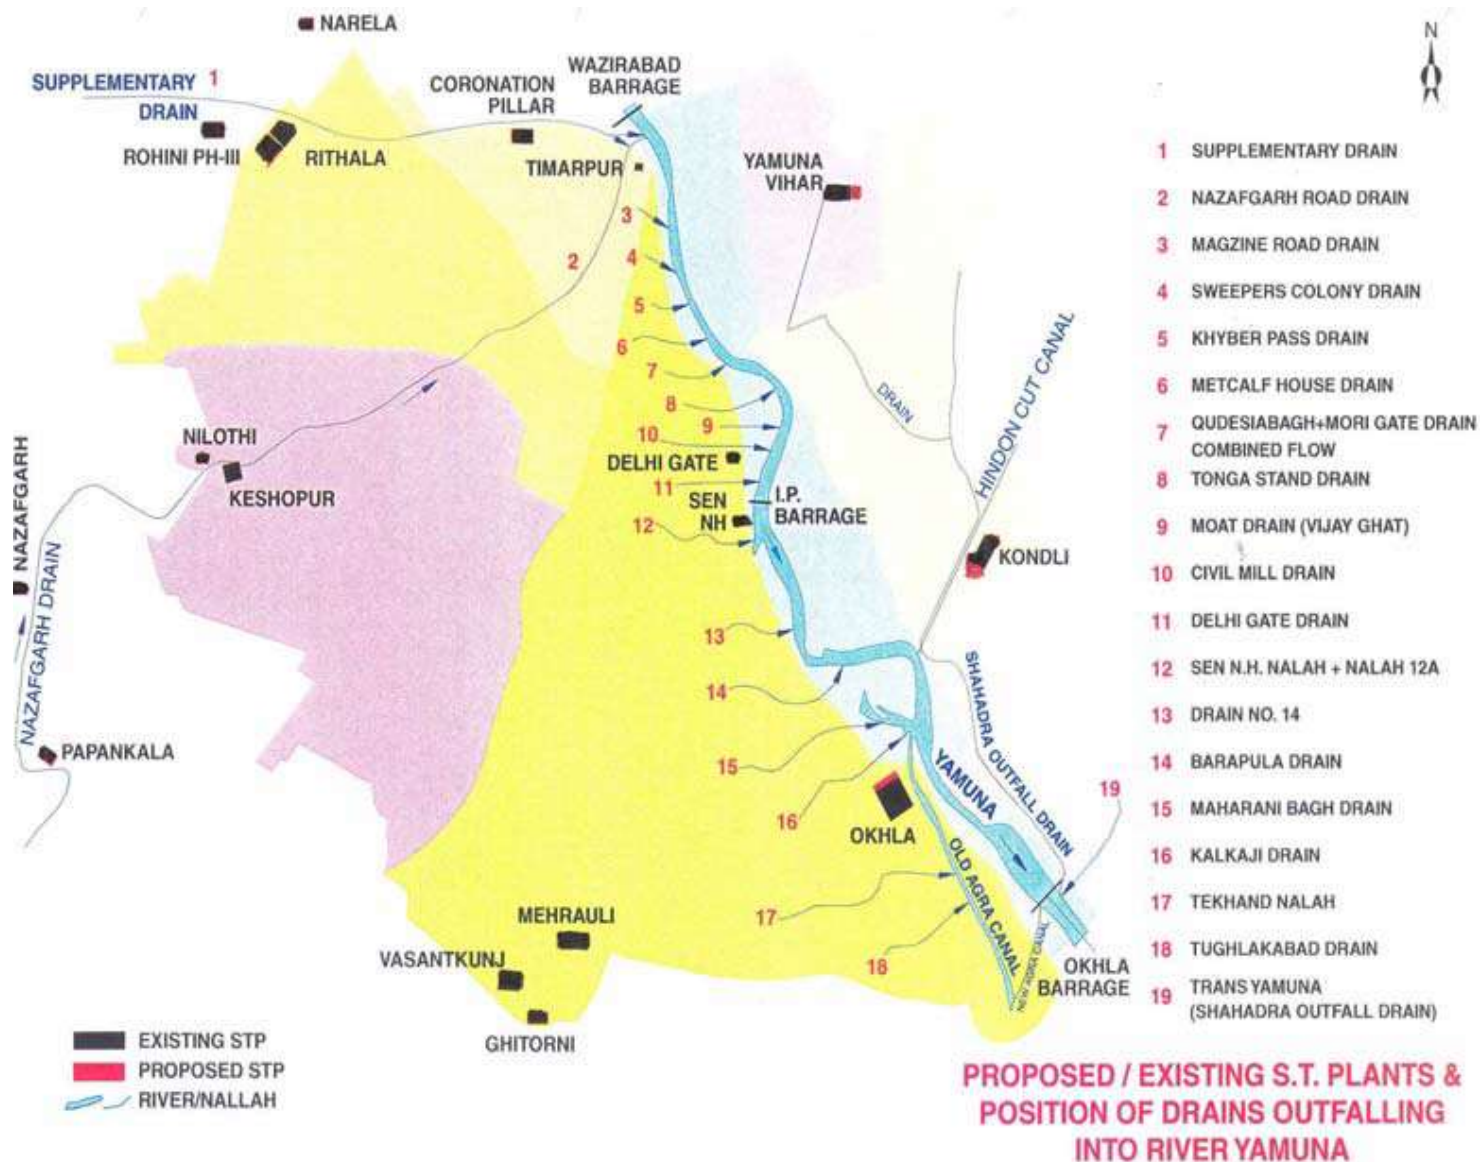 N
NARELA
SUPPLEMENTARY 1
DRAIN
ROHINI PH-III
RITHALA
CORONATION
PILLAR
WAZIRABAD
BARRAGE
TIMARPUR
YAMUNA
VIHAR
2
3
4
5
6
7
8
9
10
DELHI GATE
11
SEN
NH
12
I.P.
BARRAGE
DRAIN
HINDON CUT CANAL
KONDLI
NILOTHI
KESHOPUR
NAZAFGARH
NAZAFGARH DRAIN
PAPANKALA
13
14
15
16
OKHLA
YAMUNA
SHAHADRA OUTFALL DRAIN
19
17
18
OLD AGRA CANAL
NEW AGRA CANAL
OKHLA
BARRAGE
MEHRAULI
VASANTKUNJ
GHITORNI
1 SUPPLEMENTARY DRAIN
2 NAZAFGARH ROAD DRAIN
3 MAGZINE ROAD DRAIN
4 SWEEPERS COLONY DRAIN
5 KHYBER PASS DRAIN
6 METCALF HOUSE DRAIN
7 QUDESIABAGH+MORI GATE DRAIN
COMBINED FLOW
8 TONGA STAND DRAIN
9 MOAT DRAIN (VIJAY GHAT)
10 CIVIL MILL DRAIN
11 DELHI GATE DRAIN
12 SEN N.H. NALAH + NALAH 12A
13 DRAIN NO. 14
14 BARAPULA DRAIN
15 MAHARANI BAGH DRAIN
16 KALKAJI DRAIN
17 TEKHAND NALAH
18 TUGHLAKABAD DRAIN
19 TRANS YAMUNA
(SHAHADRA OUTFALL DRAIN)
EXISTING STP
PROPOSED STP
RIVER/NALLAH
PROPOSED / EXISTING S.T. PLANTS &
POSITION OF DRAINS OUTFALLING
INTO RIVER YAMUNA